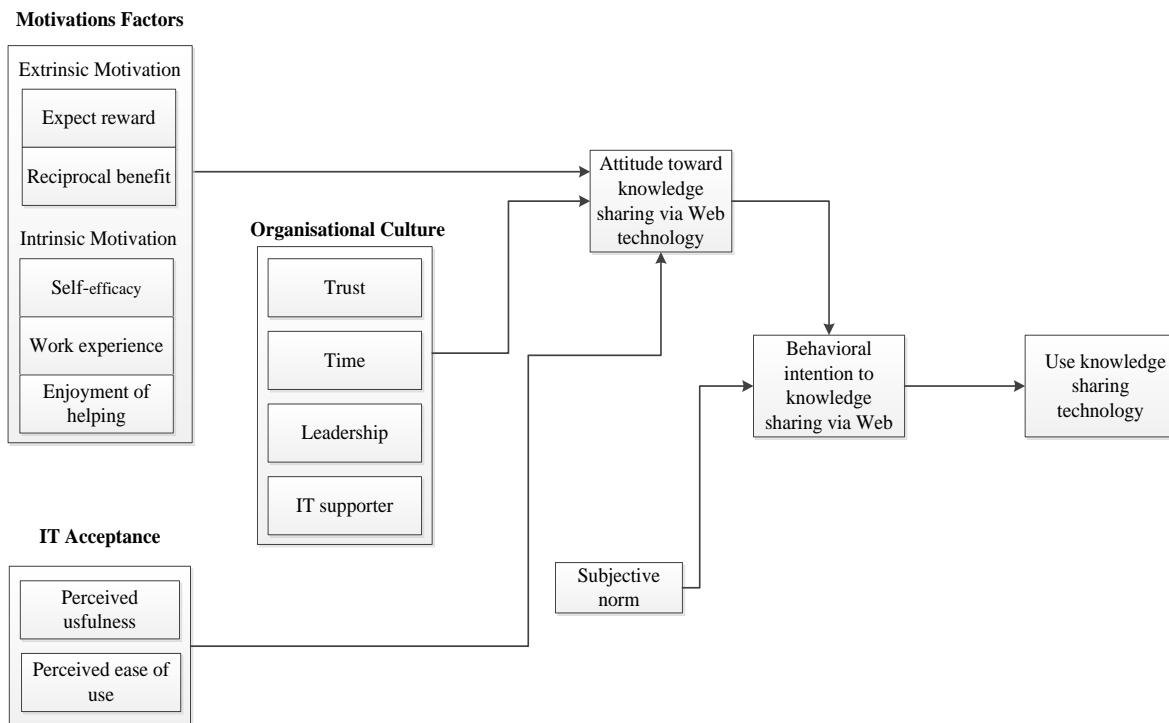 Motivations Factors
Extrinsic Motivation
Expect reward
Reciprocal benefit
Intrinsic Motivation
Self-efficacy
Work experience
Enjoyment of
helping
Organisational Culture
Trust
Time
Leadership
IT supporter
IT Acceptance
Perceived
usfulness
Perceived ease of
use
Attitude toward
knowledge
sharing via Web
technology
Subjective
norm
Behavioral
intention to
knowledge
sharing via Web
Use knowledge
sharing
technology